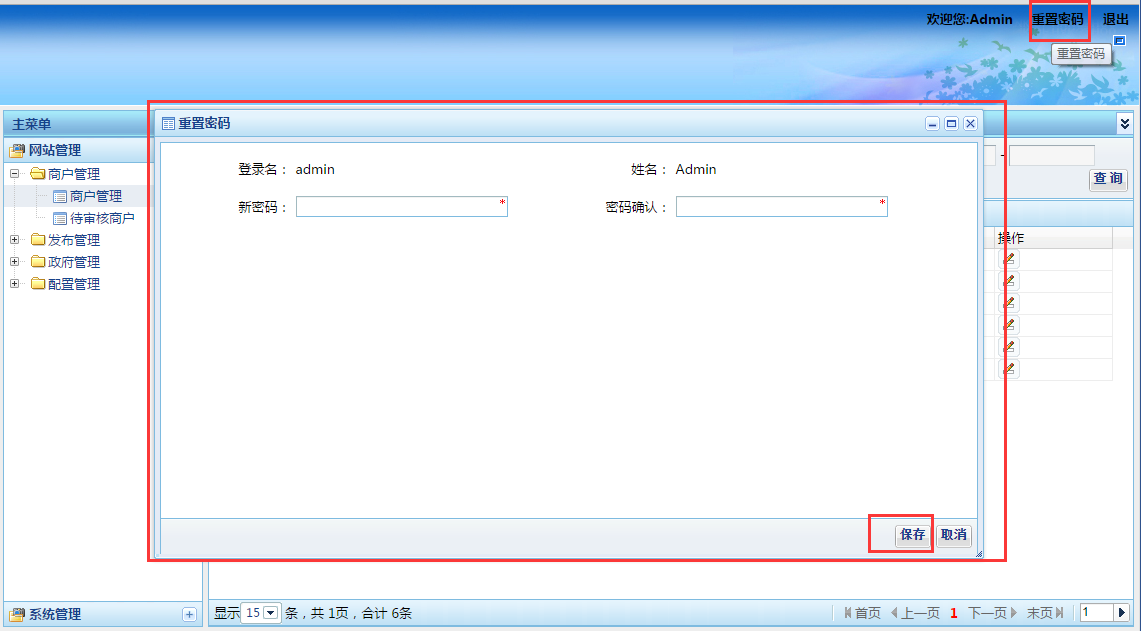 欢迎您:Admin 重置密码 退出
重置密码
主菜单
网站管理
商户管理
商户管理
待审核商户
发布管理
政府管理
配置管理
系统管理
重置密码
登录名： admin 姓名： Admin
新密码： * 密码确认： *
保存 取消
-
查询
操作
显示 15 条，共 1页，合计 6条 首页 上一页 1 下一页 末页 1